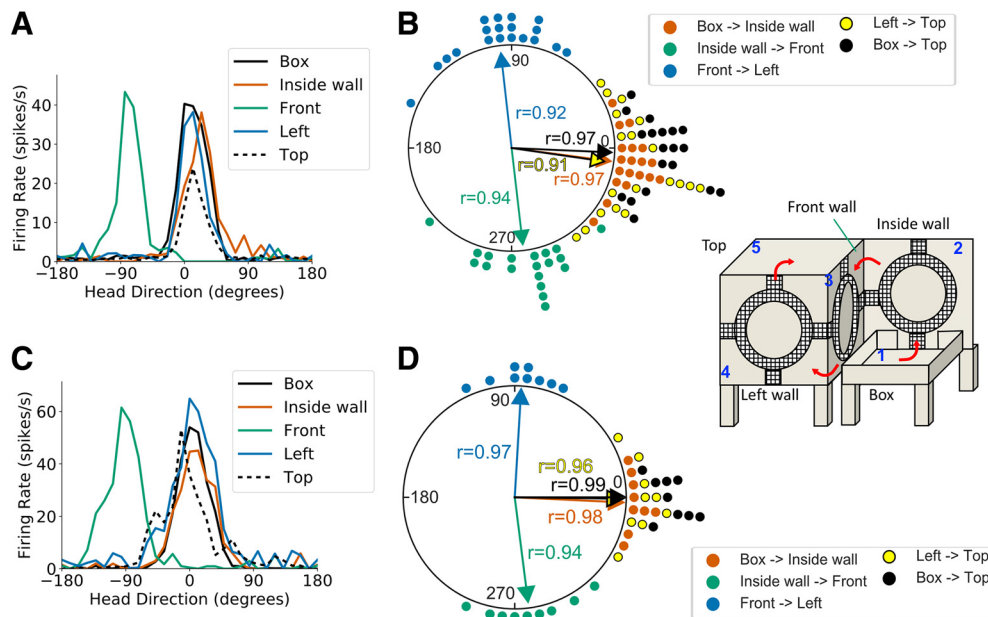 A
Box
Inside wall
Front
Left
Top
Firing Rate (spikes/s)
40
30
20
10
0
−180
−90
0
90
180
Head Direction (degrees)
B
90
-180
0
270
r=0.92
r=0.97
r=0.91
r=0.97
r=0.94
Box -> Inside wall
Inside wall -> Front
Front -> Left
Left -> Top
Box -> Top
Front wall
Inside wall
Top
5
2
3
1
4
Left wall
Box
C
Box
Inside wall
Front
Left
Top
Firing Rate (spikes/s)
60
40
20
0
−180
−90
0
90
180
Head Direction (degrees)
D
90
-180
0
270
r=0.97
r=0.96
r=0.99
r=0.98
r=0.94
Box -> Inside wall
Inside wall -> Front
Front -> Left
Left -> Top
Box -> Top